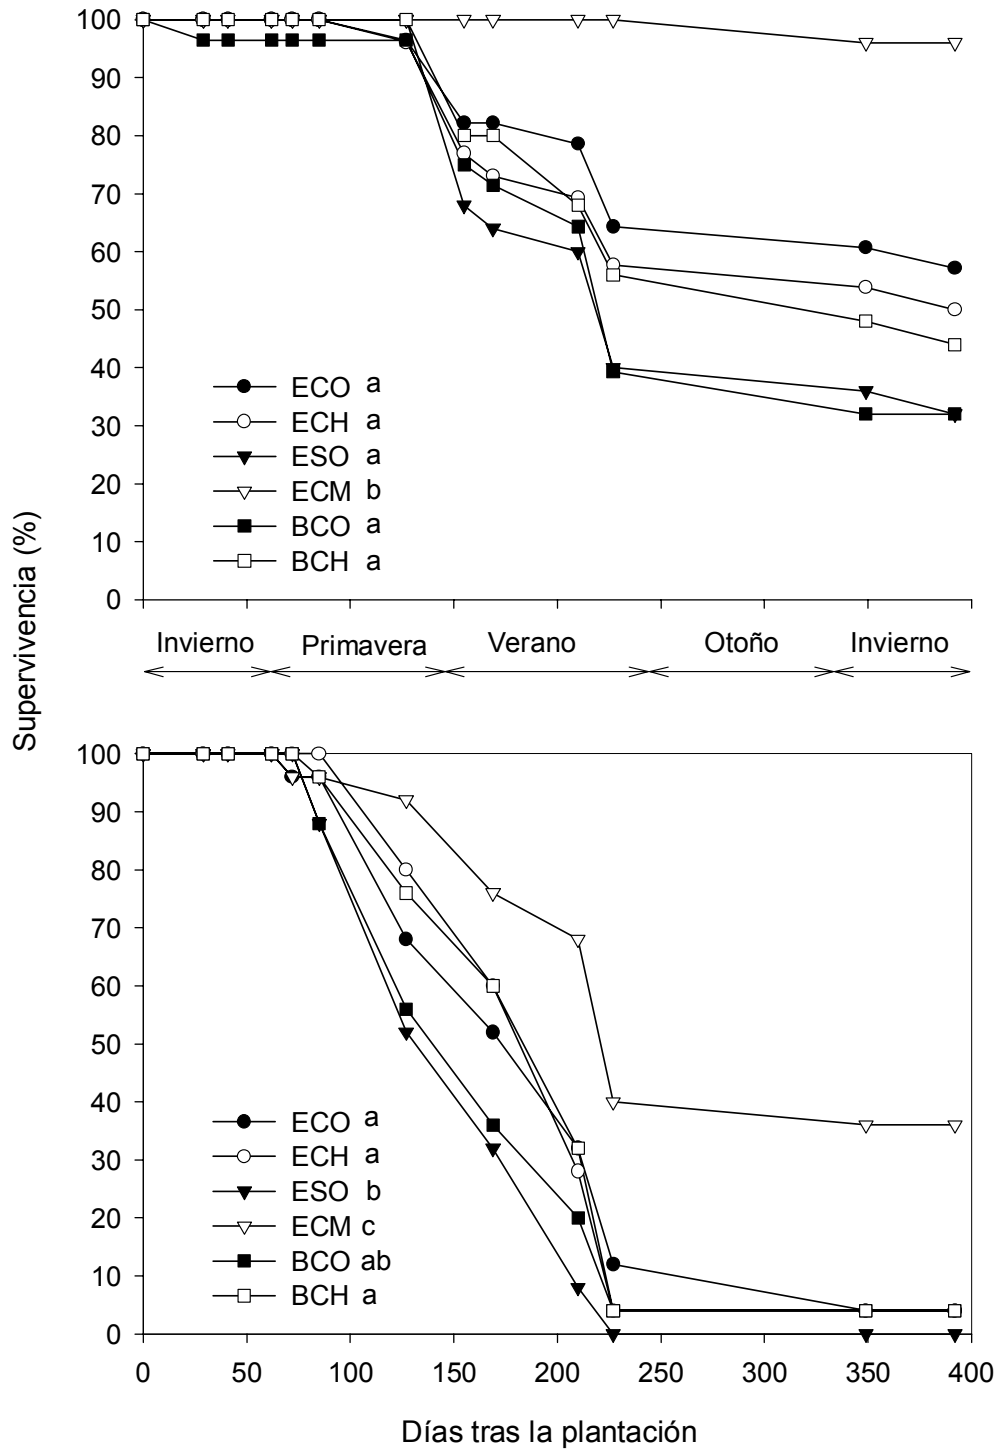 100
90
80
70
60
50
40
30
20
10
0
ECO a
ECH a
ESO a
ECM b
BCO a
BCH a
Supervivencia (%)
Invierno Primavera Verano Otoño Invierno
100
90
80
70
60
50
40
30
20
10
0
ECO a
ECH a
ESO b
ECM c
BCO ab
BCH a
0 50 100 150 200 250 300 350 400
Días tras la plantación